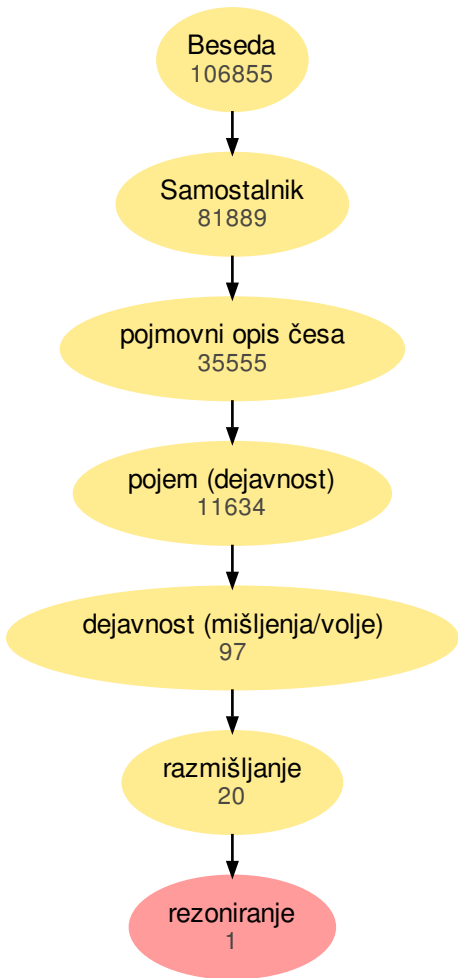 Beseda
106855
Samostalnik
81889
pojmovni opis česa
35555
pojem (dejavnost)
11634
dejavnost (mišljenja/volje)
97
razmišljanje
20
rezoniranje
1